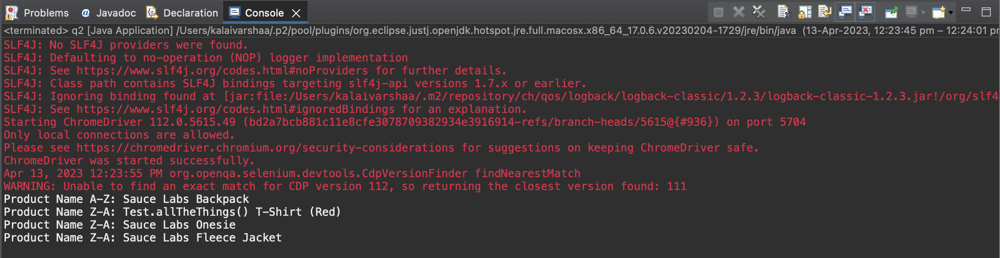 Problems Javadoc Declaration Console
<terminated> q2 [Java Application] /Users/kalaivarshaa/.p2/pool/plugins/org.eclipse.justj.openjdk.hotspot.jre.full.macosx.x86_64_17.0.6.v20230204-1729/jre/bin/java (13-Apr-2023, 12:23:45 pm – 12:24:01 pm
SLF4J: No SLF4J providers were found.
SLF4J: Defaulting to no-operation (NOP) logger implementation
SLF4J: See https://www.slf4j.org/codes.html#noProviders for further details.
SLF4J: Class path contains SLF4J bindings targeting slf4j-api versions 1.7.x or earlier.
SLF4J: Ignoring binding found at [jar:file:/Users/kalaivarshaa/.m2/repository/ch/qos/logback/logback-classic/1.2.3/logback-classic-1.2.3.jar!/org/slf4
SLF4J: See https://www.slf4j.org/codes.html#ignoredBindings for an explanation.
Starting ChromeDriver 112.0.5615.49 (bd2a7bcb881c11e8cfe3078709382934e3916914-refs/branch-heads/5615@{#936}) on port 5704
Only local connections are allowed.
Please see https://chromedriver.chromium.org/security-considerations for suggestions on keeping ChromeDriver safe.
ChromeDriver was started successfully.
Apr 13, 2023 12:23:55 PM org.openqa.selenium.devtools.CdpVersionFinder findNearestMatch
WARNING: Unable to find an exact match for CDP version 112, so returning the closest version found: 111
Product Name A-Z: Sauce Labs Backpack
Product Name Z-A: Test.allTheThings() T-Shirt (Red)
Product Name Z-A: Sauce Labs Onesie
Product Name Z-A: Sauce Labs Fleece Jacket